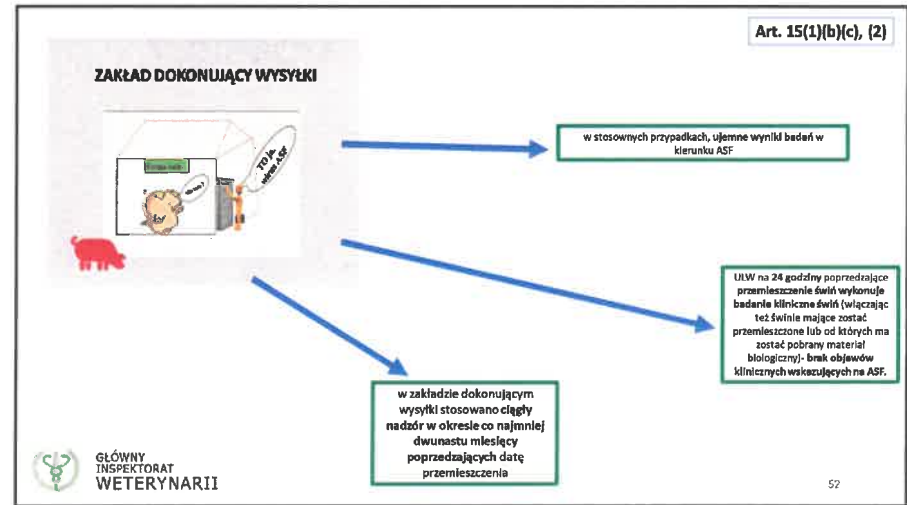 Art. 15(1)(b)(c), (2)
ZAKŁAD DOKONUJĄCY WYSYŁKI
TO ja,
wirus ASF
w stosownych przypadkach, ujemne wyniki badań w
kierunku ASF
ULW na 24 godziny poprzedzające
przemieszczenie świń wykonuje
badanie kliniczne świń (włączając
też świnie mające zostać
przemieszczone lub od których ma
zostać pobrany materiał
biologiczny)- brak objawów
klinicznych wskazujących na ASF.
w zakładzie dokonującym
wysyłki stosowano ciągły
nadzór w okresie co najmniej
dwunastu miesięcy
poprzedzających datę
przemieszczenia
GŁÓWNY
INSPEKTORAT
WETERYNARII
52